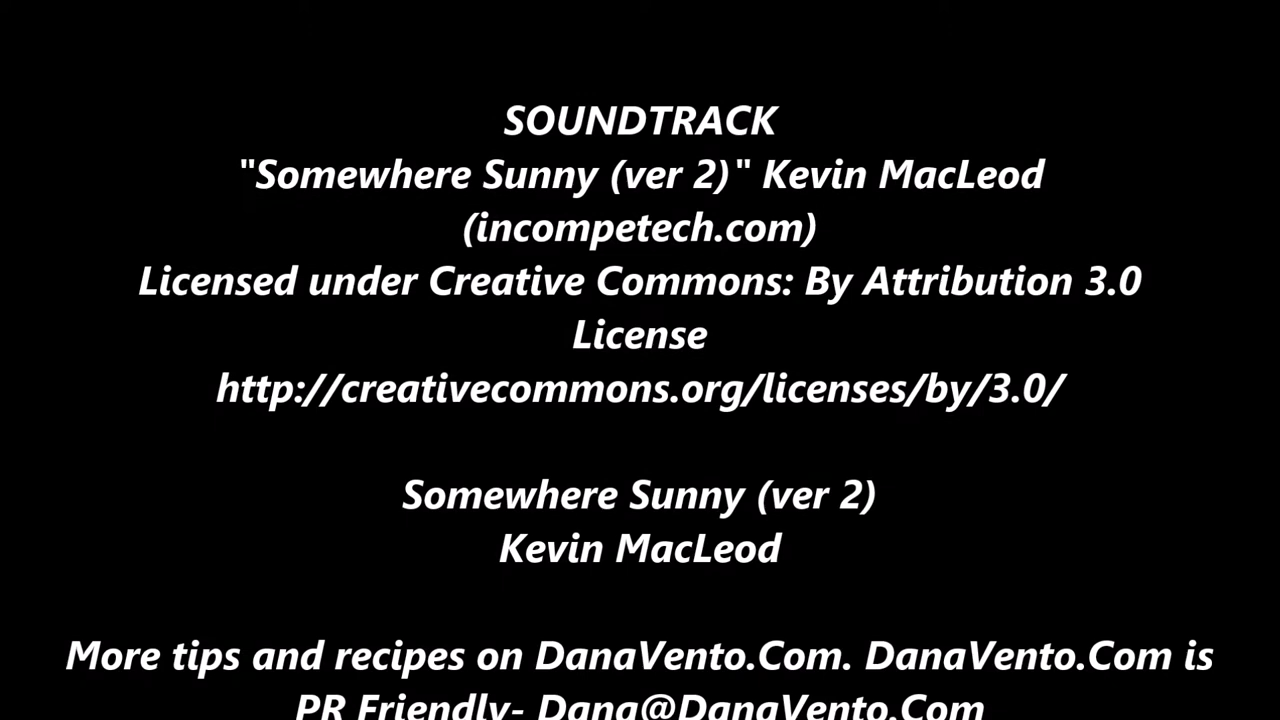 SOUNDTRACK
"Somewhere Sunny (ver 2)" Kevin MacLeod
(incompetech.com)
Licensed under Creative Commons: By Attribution 3.0
License
http://creativecommons.org/licenses/by/3.0/
Somewhere Sunny (ver 2)
Kevin MacLeod
More tips and recipes on DanaVento.Com. DanaVento.Com is
PR Friendly- Dana@DanaVento.Com